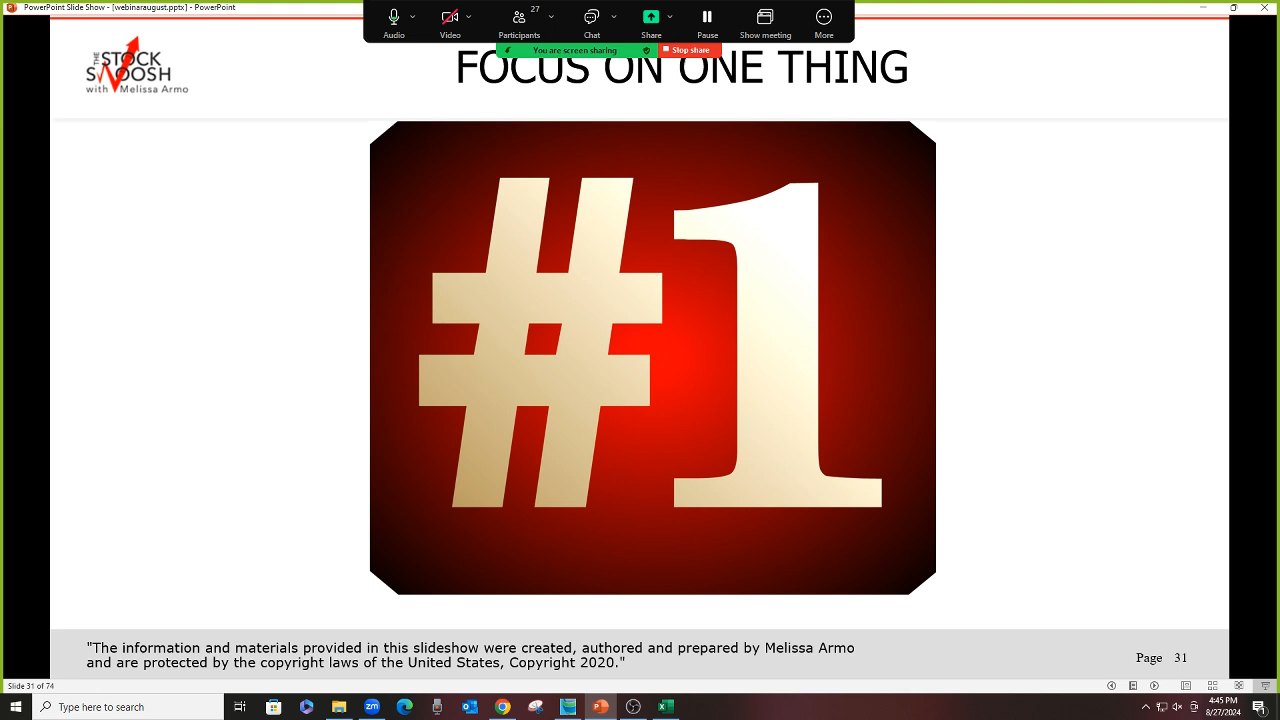 PowerPoint Slide Show - [webinaraugust.pptx] - PowerPoint
27
Audio
Video
Participants
Chat
Share
Pause
Show meeting
More
You are screen sharing
Stop share
THE
STOCK
SWOOSH
with Melissa Armo
FOCUS ON ONE THING
#1
"The information and materials provided in this slideshow were created, authored and prepared by Melissa Armo
and are protected by the copyright laws of the United States, Copyright 2020."
Page 31
Slide 31 of 74
Type here to search
4:45 PM
8/27/2024